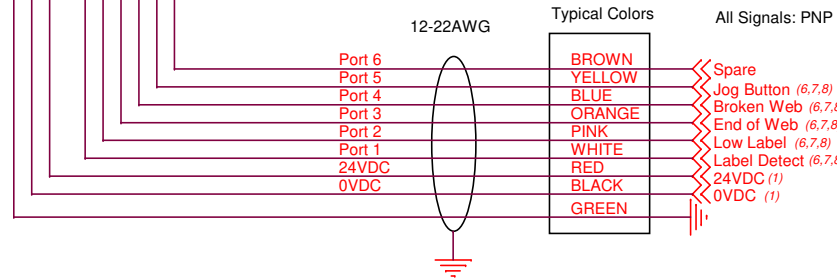 12-22AWG
Typical Colors
All Signals: PNP
Port 6 BROWN Spare
Port 5 YELLOW Jog Button (6,7,8)
Port 4 BLUE Broken Web (6,7,8
Port 3 ORANGE End of Web (6,7,8
Port 2 PINK Low Label (6,7,8)
Port 1 WHITE Label Detect (6,7,8
24VDC RED 24VDC (1)
0VDC BLACK 0VDC (1)
GREEN